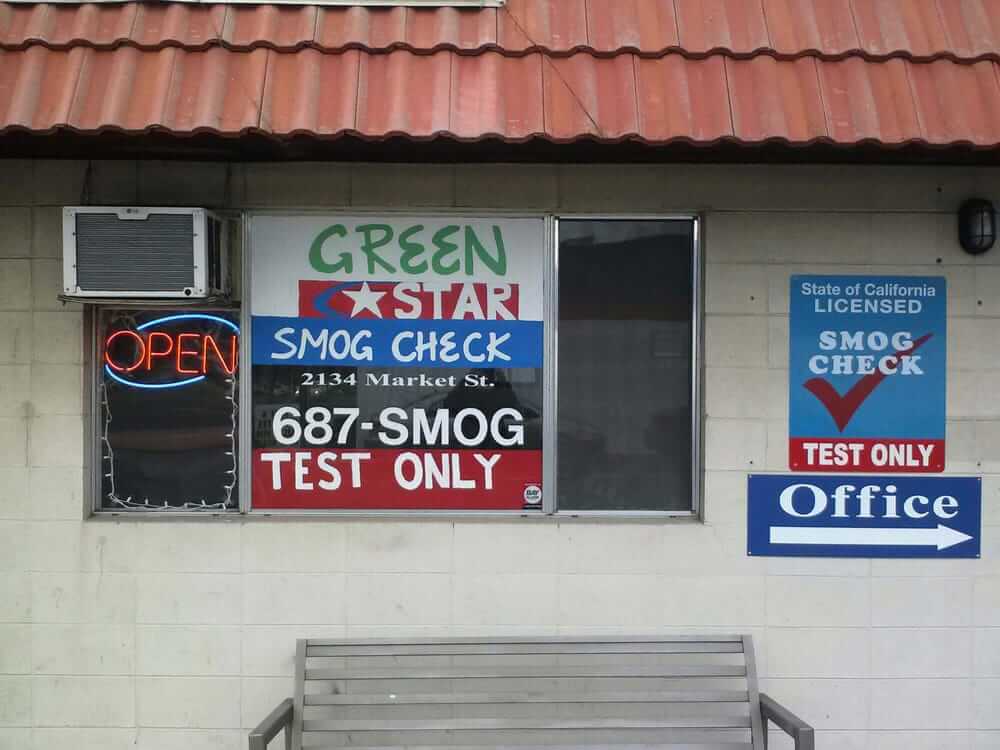 OPEN
GREEN
STAR
SMOG CHECK
2134 Market St.
687-SMOG
TEST ONLY
State of California
LICENSED
SMOG
CHECK
TEST ONLY
Office